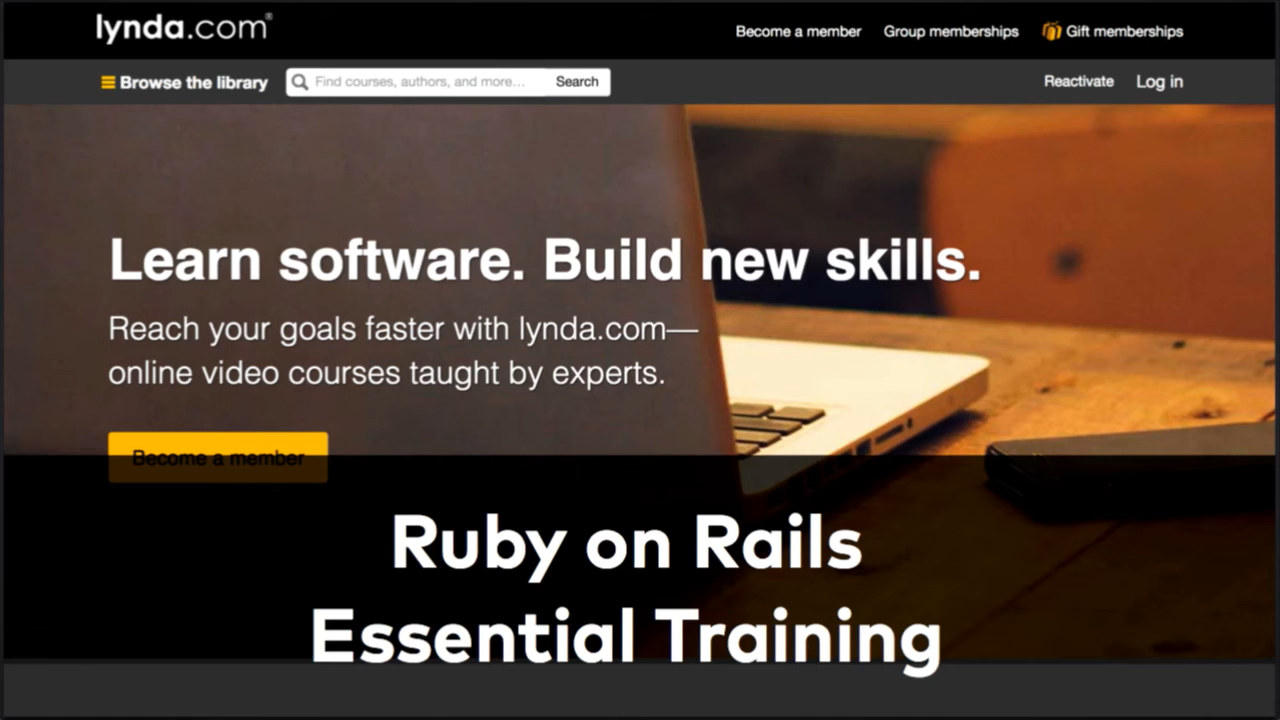 lynda.com®
Become a member Group memberships Gift memberships
Browse the library Find courses, authors, and more... Search Reactivate Log in
Learn software. Build new skills.
Reach your goals faster with lynda.com—
online video courses taught by experts.
Become a member
Ruby on Rails
Essential Training